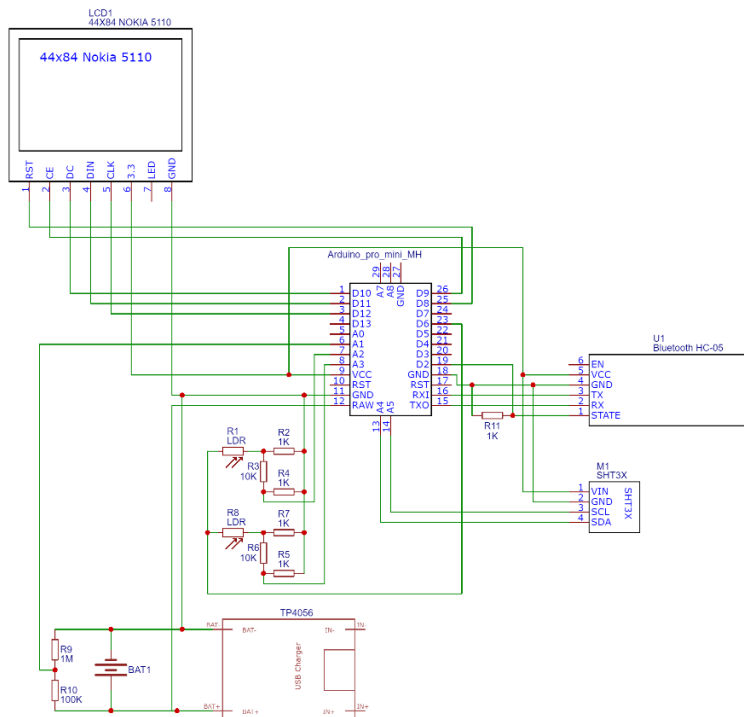 LCD1
44X84 NOKIA 5110
44x84 Nokia 5110
RST CE DC DIN CLK 3.3 LED GND
1 2 3 4 5 6 7 8
Arduino_pro_mini_MH
29 28 27
A7 A8 GND
1 D10 D9 26
2 D11 D8 25
3 D12 D7 24
4 D13 D6 23
5 A0 D5 22
6 A1 D4 21
7 A2 D3 20
8 A3 D2 19
9 VCC GND 18
10 RST RST 17
11 GND RXI 16
12 RAW TXO 15
A4 A5
13 14
U1
Bluetooth HC-05
6 EN
5 VCC
4 GND
3 TX
2 RX
1 STATE
R11
1K
M1
SHT3X
1 VIN
2 GND
3 SCL
4 SDA
SHT3X
R1
LDR
R2
1K
R3
10K
R4
1K
R8
LDR
R7
1K
R6
10K
R5
1K
TP4056
BAT- BAT- IN- IN-
USB Charger
BAT+ BAT+ IN+ IN+
R9
1M
BAT1
R10
100K